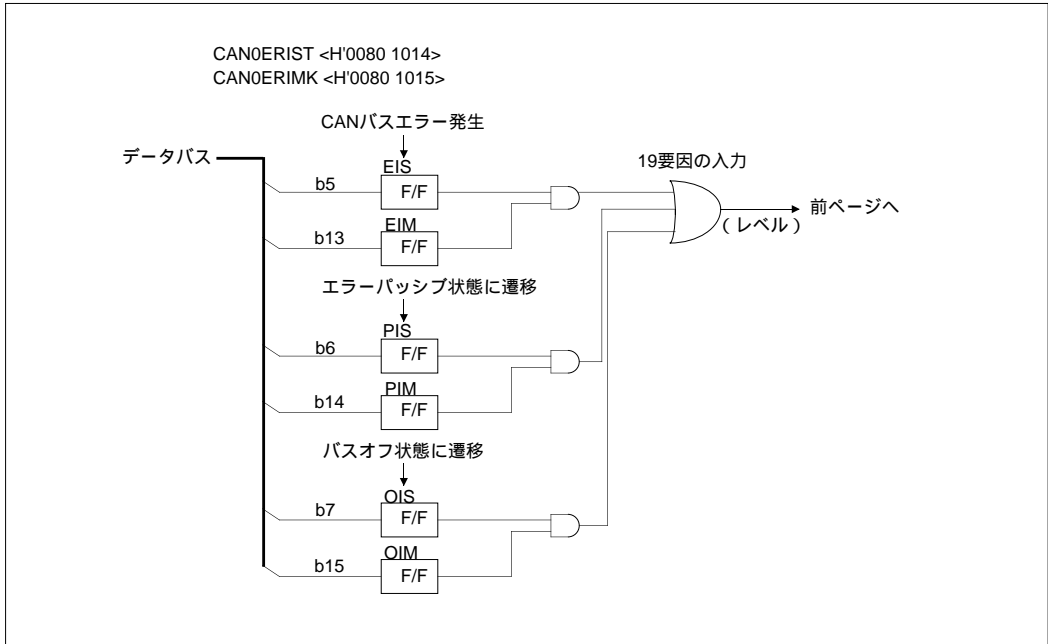 CAN0ERIST <H'0080 1014>
CAN0ERIMK <H'0080 1015>
CANバスエラー発生
データバス
19要因の入力
EIS
b5
F/F
前ページへ
(レベル)
EIM
b13
F/F
エラーパッシブ状態に遷移
PIS
b6
F/F
PIM
b14
F/F
バスオフ状態に遷移
OIS
b7
F/F
OIM
b15
F/F